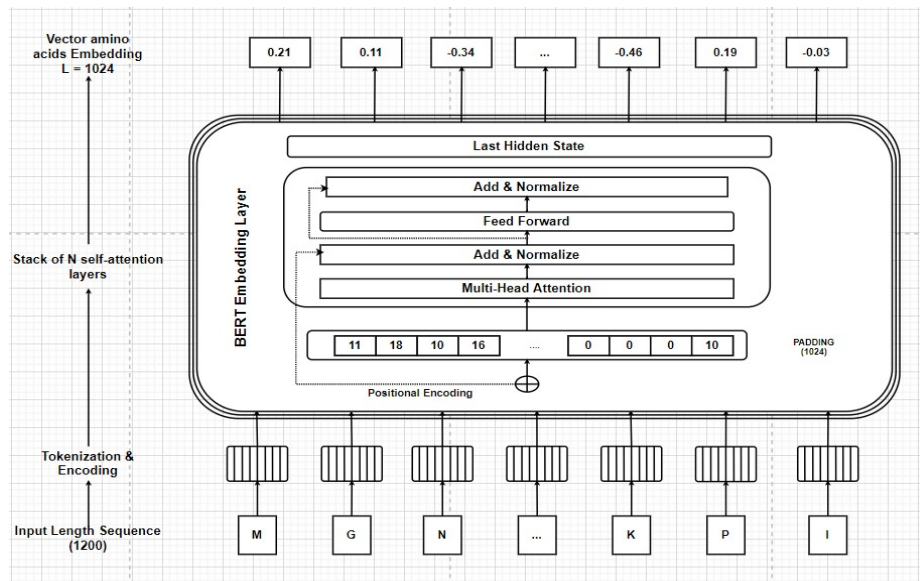 Vector amino
acids Embedding
L = 1024
0.21 0.11 -0.34 ... -0.46 0.19 -0.03
Last Hidden State
Add & Normalize
Feed Forward
Add & Normalize
Multi-Head Attention
BERT Embedding Layer
Stack of N self-attention
layers
11 18 10 16 .... 0 0 0 10
PADDING
(1024)
Positional Encoding
Tokenization &
Encoding
Input Length Sequence
(1200)
M G N ... K P I